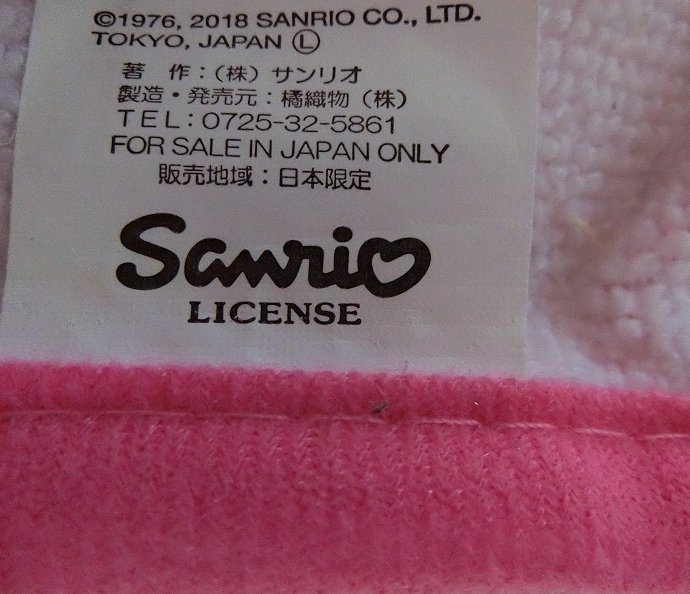 ©1976, 2018 SANRIO CO., LTD.
TOKYO, JAPAN Ⓛ
著 作：（株）サンリオ
製造・発売元：橘織物（株）
TEL：0725-32-5861
FOR SALE IN JAPAN ONLY
販売地域：日本限定
Sanrio
LICENSE